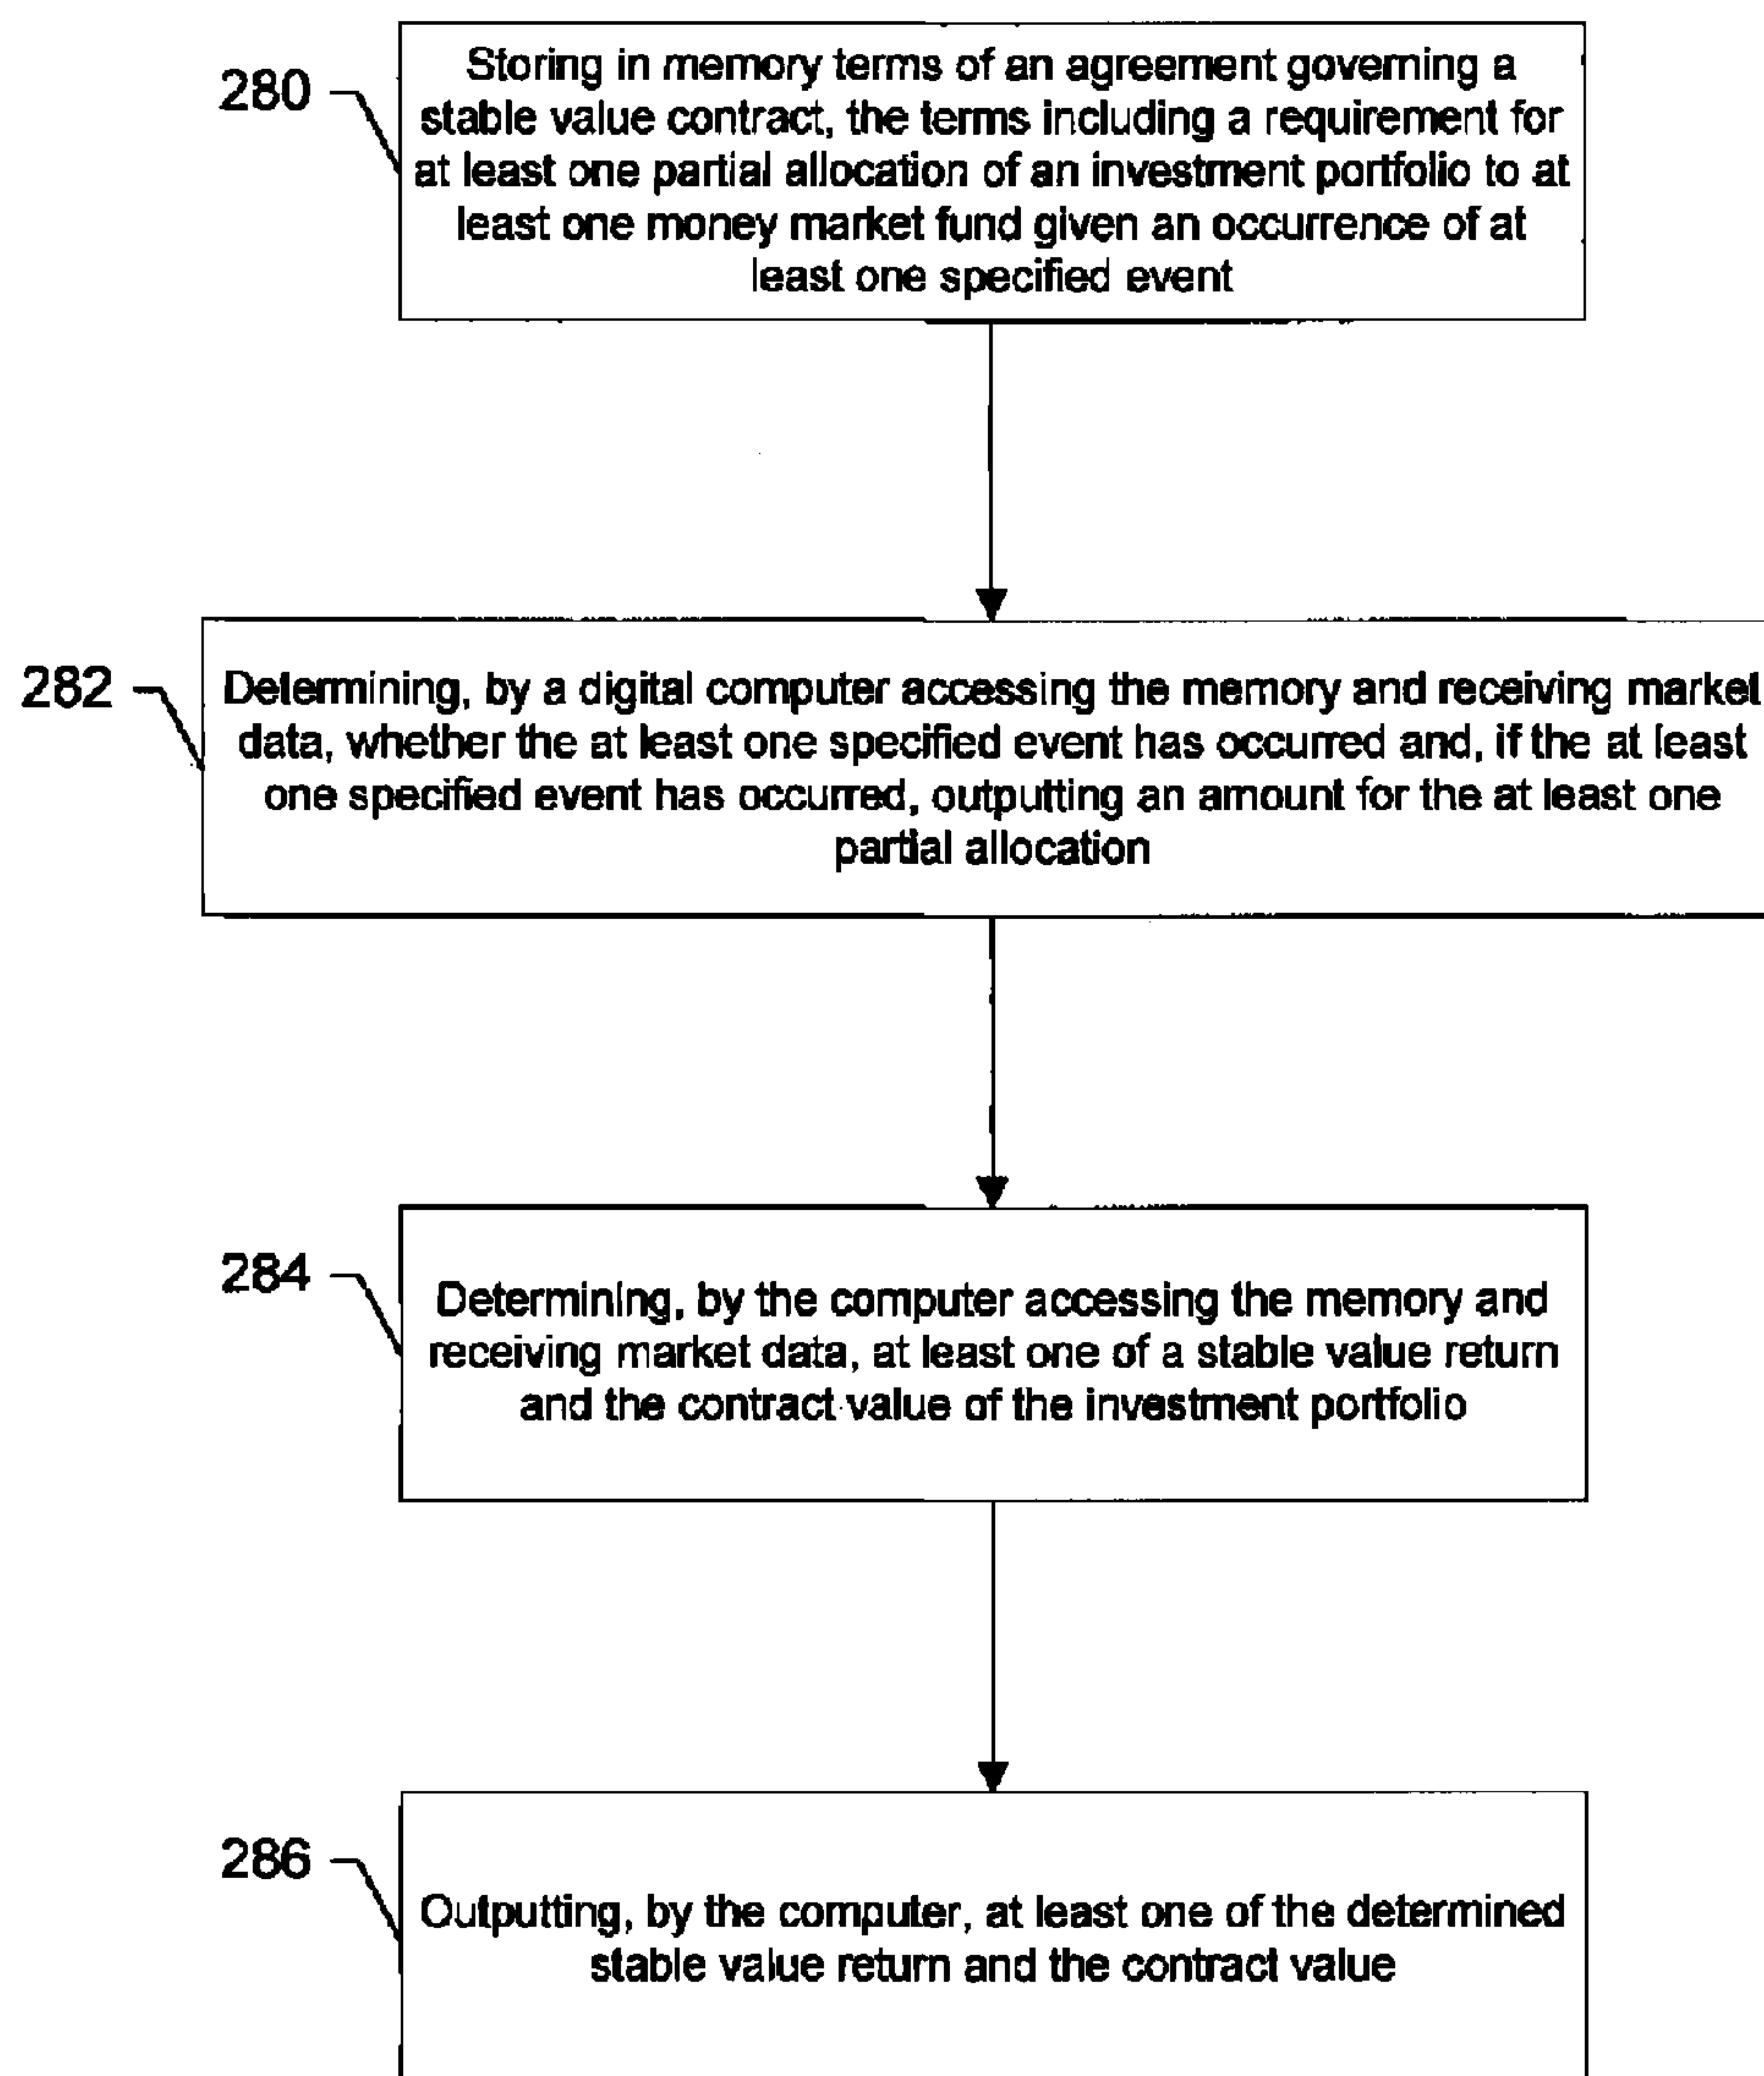 280
Storing in memory terms of an agreement governing a
stable value contract, the terms including a requirement for
at least one partial allocation of an investment portfolio to at
least one money market fund given an occurrence of at
least one specified event
282
Determining, by a digital computer accessing the memory and receiving market
data, whether the at least one specified event has occurred and, if the at least
one specified event has occurred, outputting an amount for the at least one
partial allocation
284
Determining, by the computer accessing the memory and
receiving market data, at least one of a stable value return
and the contract value of the investment portfolio
286
Outputting, by the computer, at least one of the determined
stable value return and the contract value